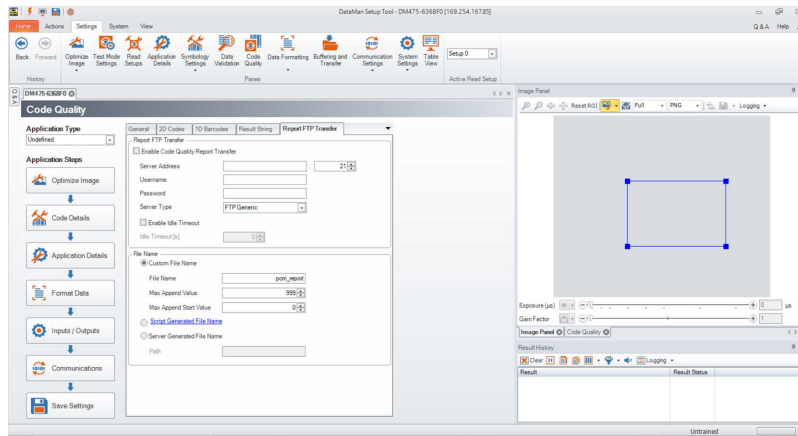 DataMan Setup Tool - DM475-6368F0 [169.254.167.85]
Home Actions Settings System View Q & A Help
Back Forward Optimize Image Test Mode Settings Read Setups Application Details Symbology Settings Data Validation Code Quality Data Formatting Buffering and Transfer Communication Settings System Settings Table View Setup 0
History Panes Active Read Setup
Q & A
DM475-6368F0
Code Quality
Application Type
Undefined
Application Steps
Optimize Image
Code Details
Application Details
Format Data
Inputs / Outputs
Communications
Save Settings
General 2D Codes 1D Barcodes Result String Report FTP Transfer
Report FTP Transfer
Enable Code Quality Report Transfer
Server Address : 21
Username
Password
Server Type FTP Generic
Enable Idle Timeout
Idle Timeout [s] 0
File Name
Custom File Name
File Name pcm_report
Max Append Value 999
Max Append Start Value 0
Script Generated File Name
Server Generated File Name
Path
Image Panel
Reset ROI Full PNG Logging
Exposure (µs) 0 µs
Gain Factor 1
Image Panel Code Quality
Result History
Clear Logging
Result Result Status
Untrained